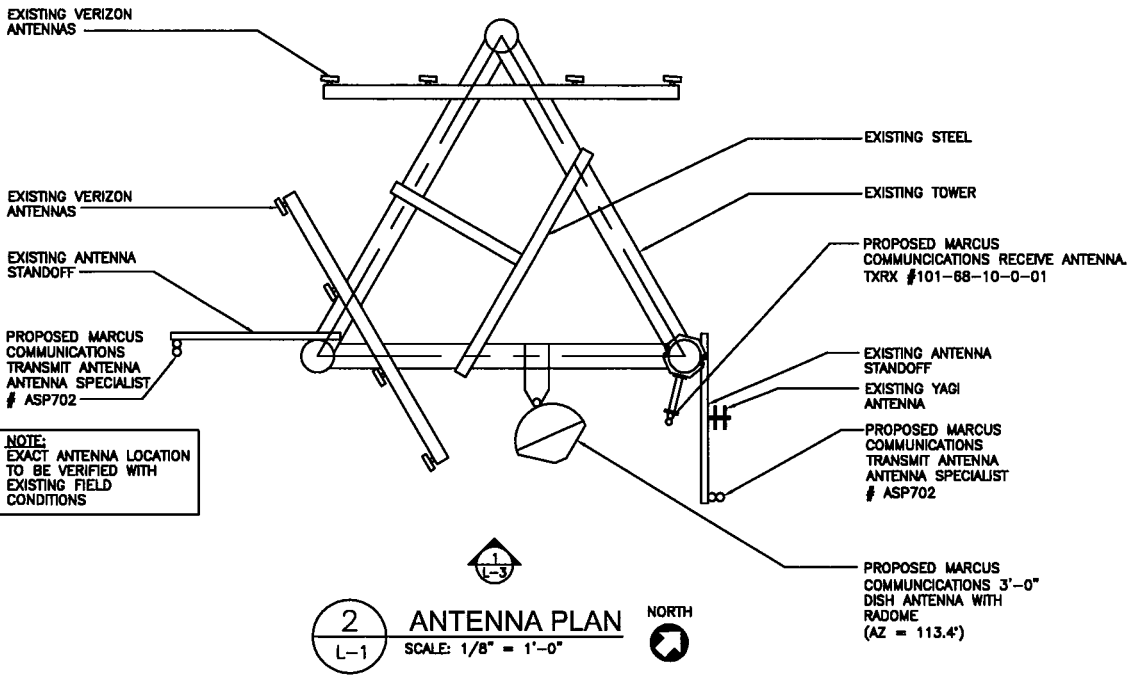 EXISTING VERIZON
ANTENNAS
EXISTING VERIZON
ANTENNAS
EXISTING ANTENNA
STANDOFF
PROPOSED MARCUS
COMMUNICATIONS
TRANSMIT ANTENNA
ANTENNA SPECIALIST
# ASP702
NOTE:
EXACT ANTENNA LOCATION
TO BE VERIFIED WITH
EXISTING FIELD
CONDITIONS
EXISTING STEEL
EXISTING TOWER
PROPOSED MARCUS
COMMUNCICATIONS RECEIVE ANTENNA.
TXRX #101-68-10-0-01
EXISTING ANTENNA
STANDOFF
EXISTING YAGI
ANTENNA
PROPOSED MARCUS
COMMUNICATIONS
TRANSMIT ANTENNA
ANTENNA SPECIALIST
# ASP702
PROPOSED MARCUS
COMMUNCICATIONS 3'-0"
DISH ANTENNA WITH
RADOME
(AZ = 113.4°)
1
L-3
2
L-1
ANTENNA PLAN
SCALE: 1/8" = 1'-0"
NORTH